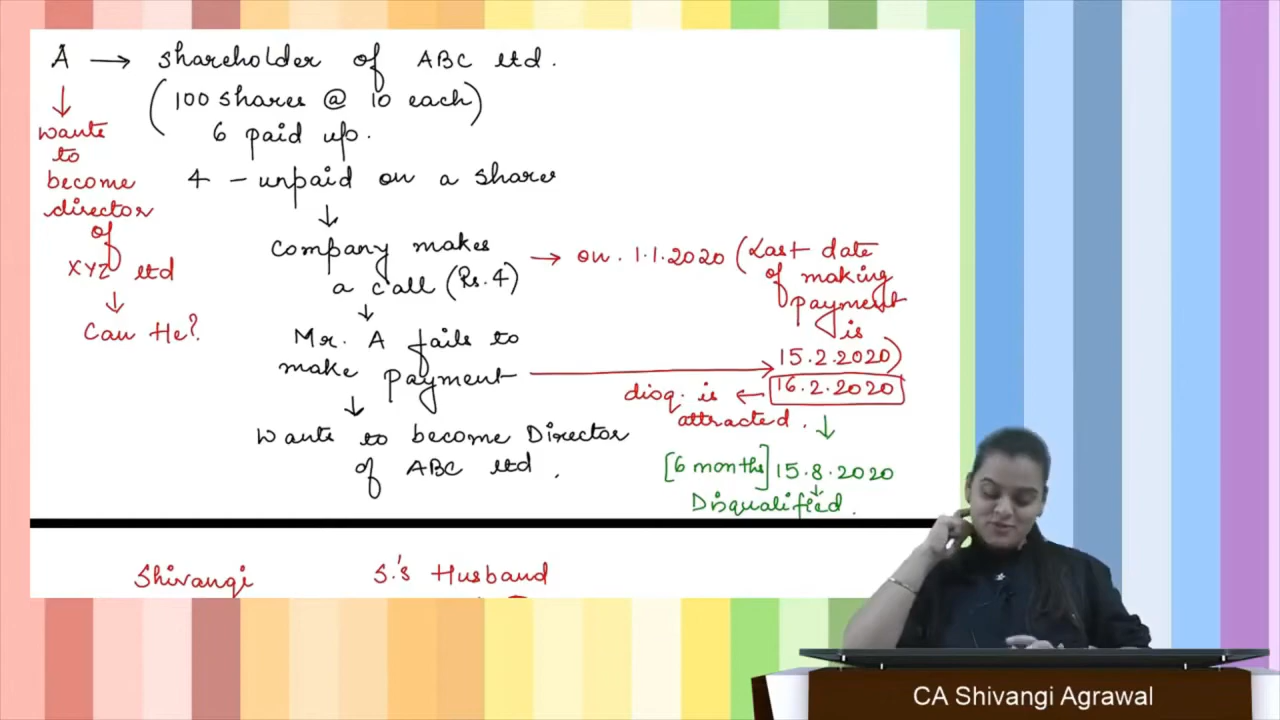 A → shareholder of ABC ltd.
(100 shares @ 10 each)
6 paid up.
4 - unpaid on a share
wants
to
become
director
of
XYZ ltd
↓
Can He?
Company makes
a call (Rs. 4)
→ on. 1.1.2020 (Last date
of making
payment
is
15.2.2020)
Mr. A fails to
make payment
16.2.2020
disq. is
attracted.
Wants to become Director
of ABC ltd.
[6 months] 15.8.2020
Disqualified.
Shivangi S.'s Husband
CA Shivangi Agrawal